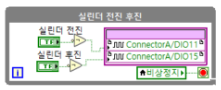 실린더 전진 후진
실린더 전진
TF
ConnectorA/DIO11
실린더 후진
TF
ConnectorA/DIO15
비상정지
i